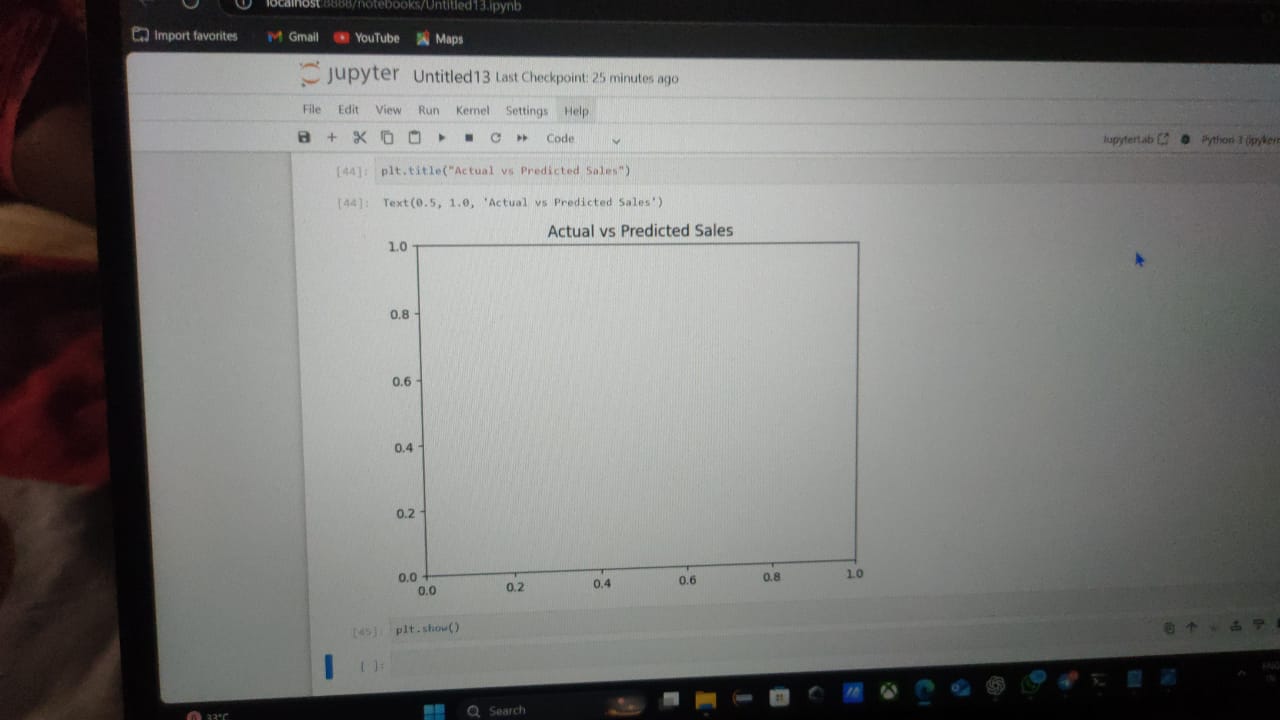 localhost:8888/notebooks/Untitled13.ipynb
Import favorites Gmail YouTube Maps
jupyter Untitled13 Last Checkpoint: 25 minutes ago
File Edit View Run Kernel Settings Help
Code JupyterLab Python 3 (ipyker
[44]: plt.title("Actual vs Predicted Sales")
[44]: Text(0.5, 1.0, 'Actual vs Predicted Sales')
Actual vs Predicted Sales
1.0
0.8
0.6
0.4
0.2
0.0
0.0 0.2 0.4 0.6 0.8 1.0
[45]: plt.show()
[ ]:
33°C Search ENG
IN